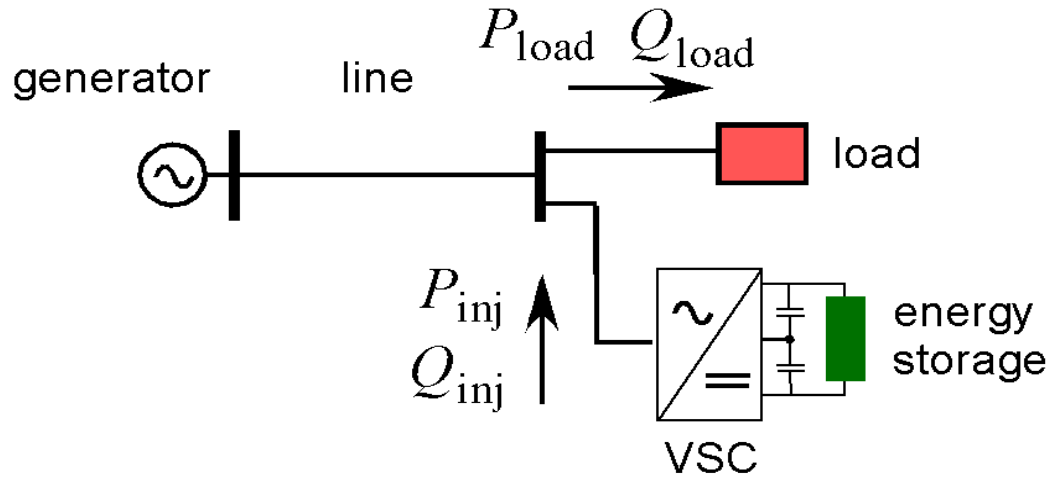 P_load Q_load
generator
line
load
P_inj
Q_inj
energy
storage
VSC